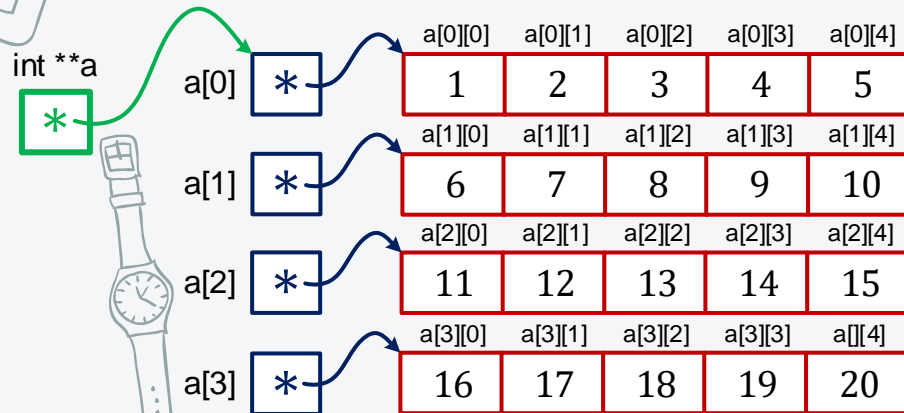 a[0][0] a[0][1] a[0][2] a[0][3] a[0][4]
int **a
a[0] * 1 2 3 4 5
*
a[1][0] a[1][1] a[1][2] a[1][3] a[1][4]
a[1] * 6 7 8 9 10
a[2][0] a[2][1] a[2][2] a[2][3] a[2][4]
a[2] * 11 12 13 14 15
a[3][0] a[3][1] a[3][2] a[3][3] a[][4]
a[3] * 16 17 18 19 20